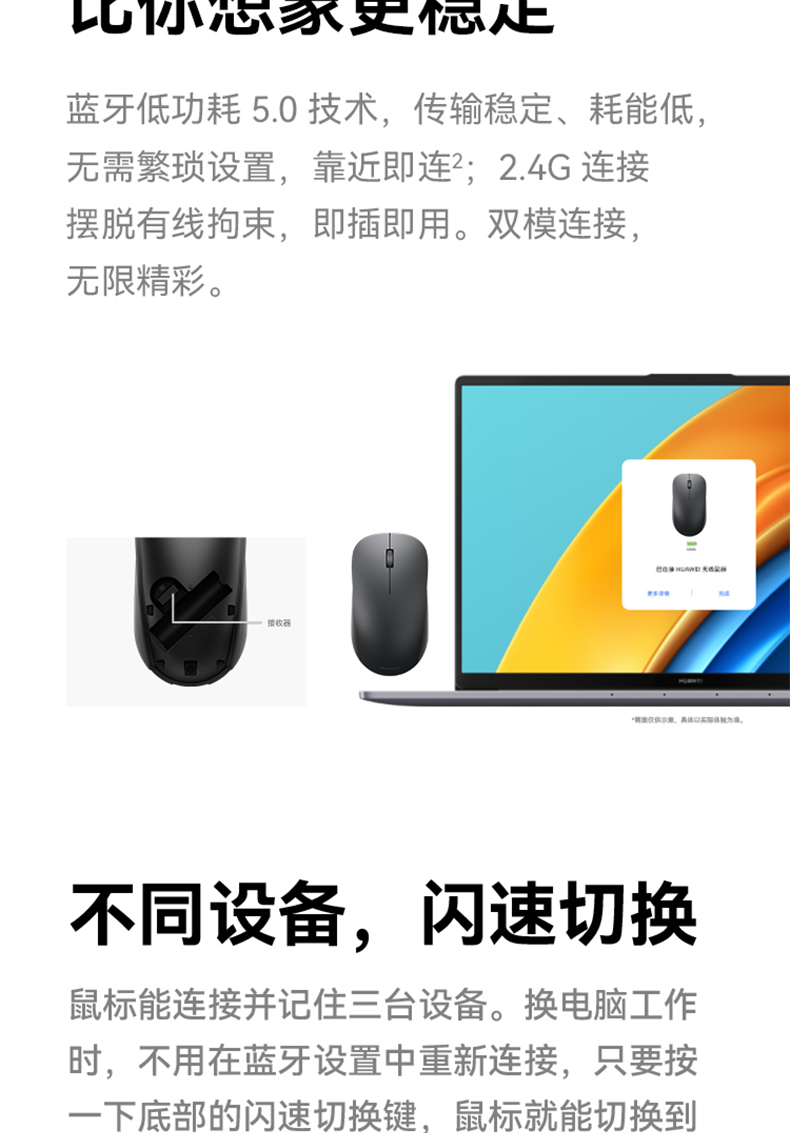 比你想象更稳定
蓝牙低功耗 5.0 技术，传输稳定、耗能低，
无需繁琐设置，靠近即连²；2.4G 连接
摆脱有线拘束，即插即用。双模连接，
无限精彩。
接收器
已连接 HUAWEI 无线鼠标
更多详情
完成
HUAWEI
*画面仅供示意，具体以实际体验为准。
不同设备，闪速切换
鼠标能连接并记住三台设备。换电脑工作
时，不用在蓝牙设置中重新连接，只要按
一下底部的闪速切换键，鼠标就能切换到